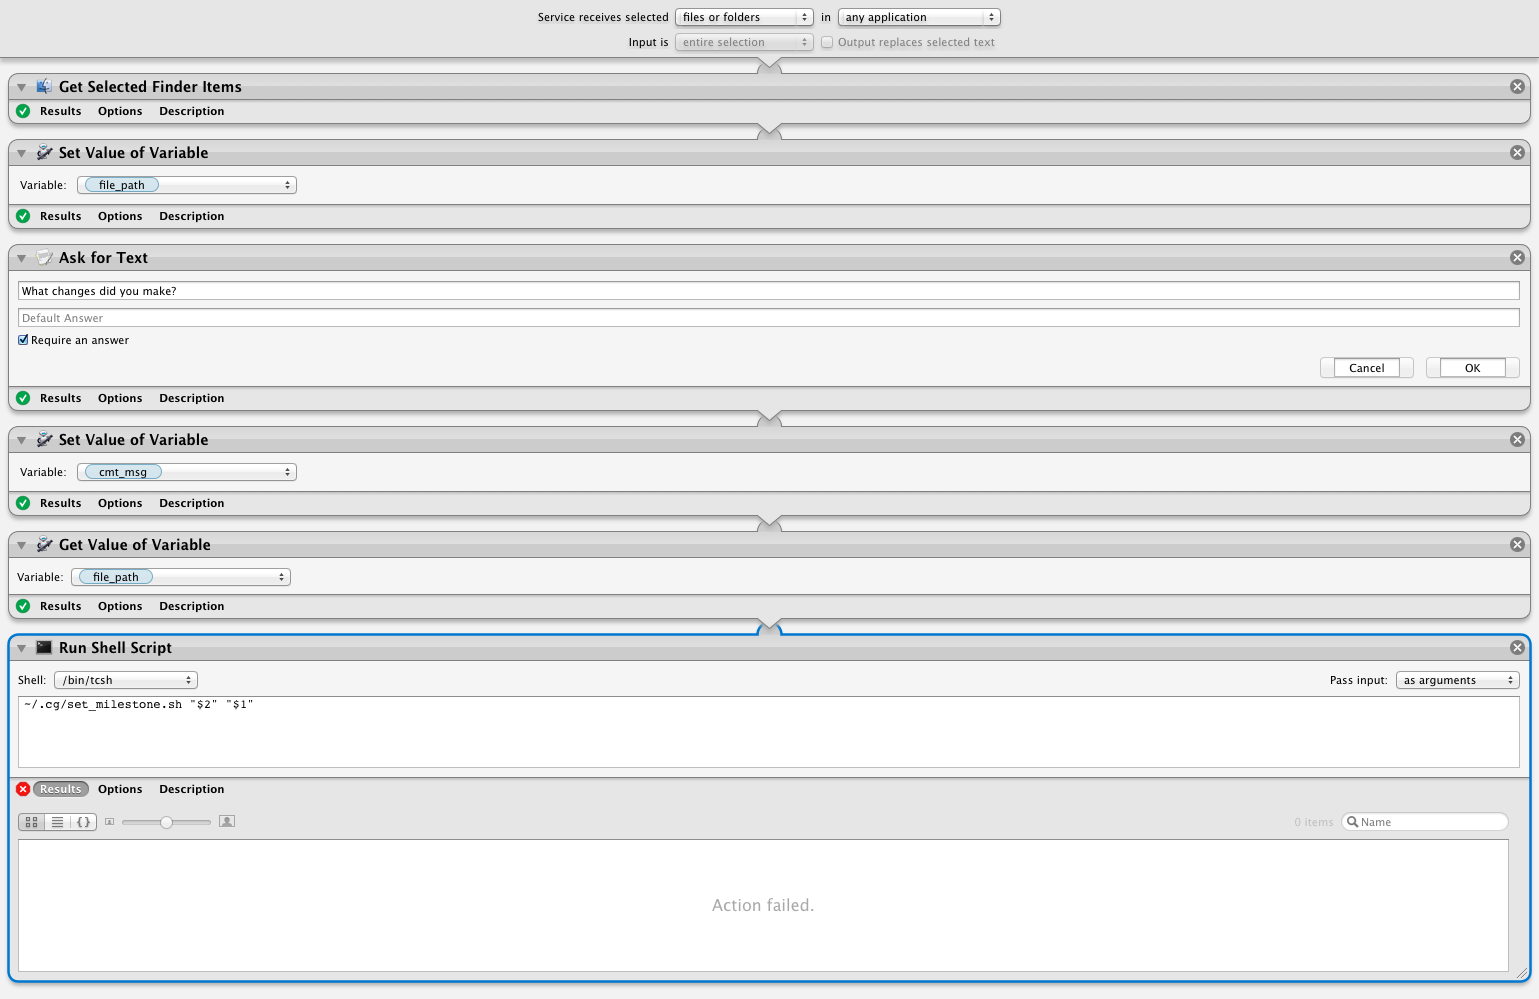 Service receives selected files or folders in any application
Input is entire selection Output replaces selected text
Get Selected Finder Items
Results Options Description
Set Value of Variable
Variable: file_path
Results Options Description
Ask for Text
What changes did you make?
Default Answer
Require an answer
Cancel OK
Results Options Description
Set Value of Variable
Variable: cmt_msg
Results Options Description
Get Value of Variable
Variable: file_path
Results Options Description
Run Shell Script
Shell: /bin/tcsh Pass input: as arguments
~/.cg/set_milestone.sh "$2" "$1"
Results Options Description
0 items Name
Action failed.